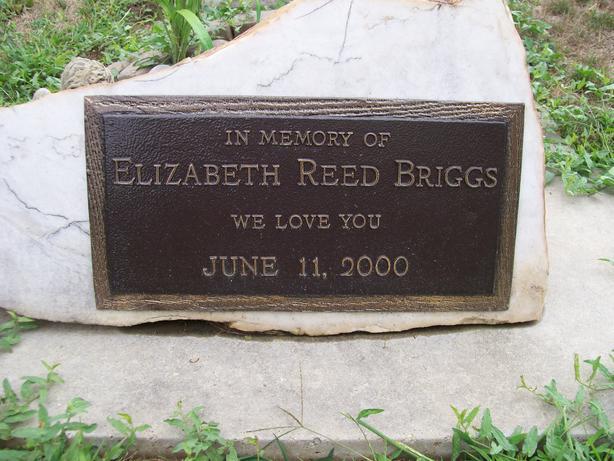 IN MEMORY OF
ELIZABETH REED BRIGGS
WE LOVE YOU
JUNE 11, 2000